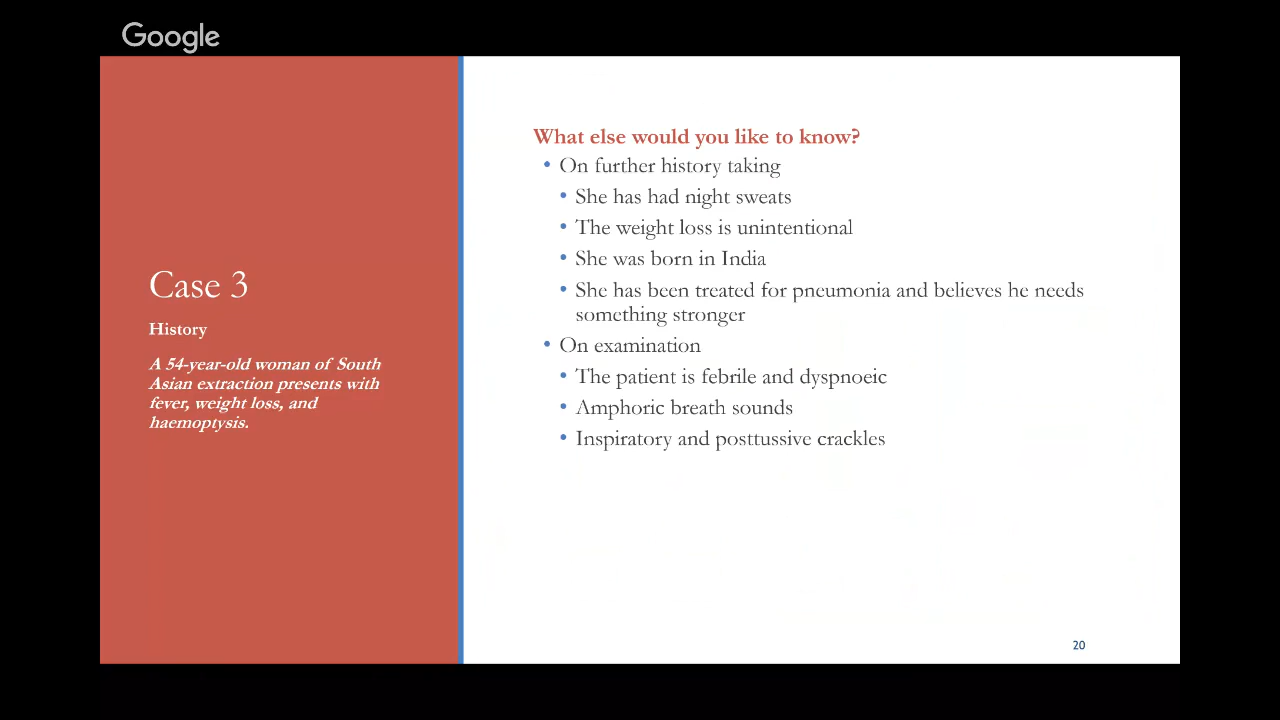 Google
Case 3
History
A 54-year-old woman of South
Asian extraction presents with
fever, weight loss, and
haemoptysis.
What else would you like to know?
• On further history taking
• She has had night sweats
• The weight loss is unintentional
• She was born in India
• She has been treated for pneumonia and believes he needs
something stronger
• On examination
• The patient is febrile and dyspnoeic
• Amphoric breath sounds
• Inspiratory and posttussive crackles
20